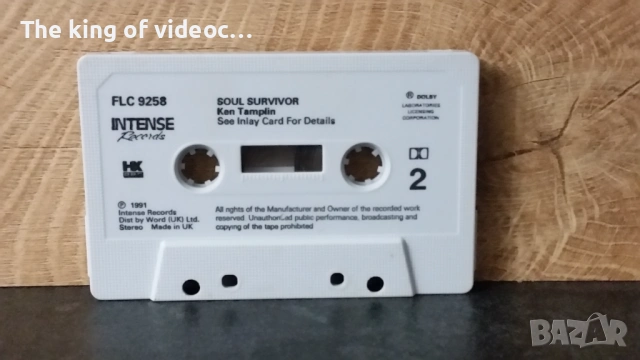 The king of videoc...
FLC 9258
SOUL SURVIVOR
Ken Tamplin
See Inlay Card For Details
INTENSE
Records
HK
® DOLBY
LABORATORIES
LICENSING
CORPORATION
2
℗ 1991
Intense Records
Dist by Word (UK) Ltd.
Stereo Made in UK
All rights of the Manufacturer and Owner of the recorded work
reserved. Unauthorized public performance, broadcasting and
copying of the tape prohibited
BAZAR